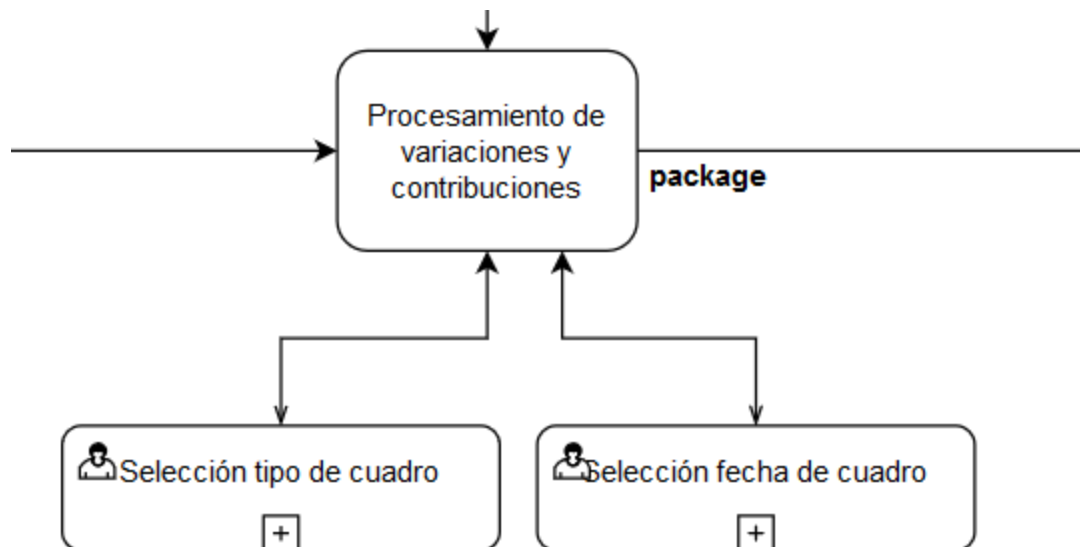 Procesamiento de
variaciones y
contribuciones
package
Selección tipo de cuadro
Selección fecha de cuadro